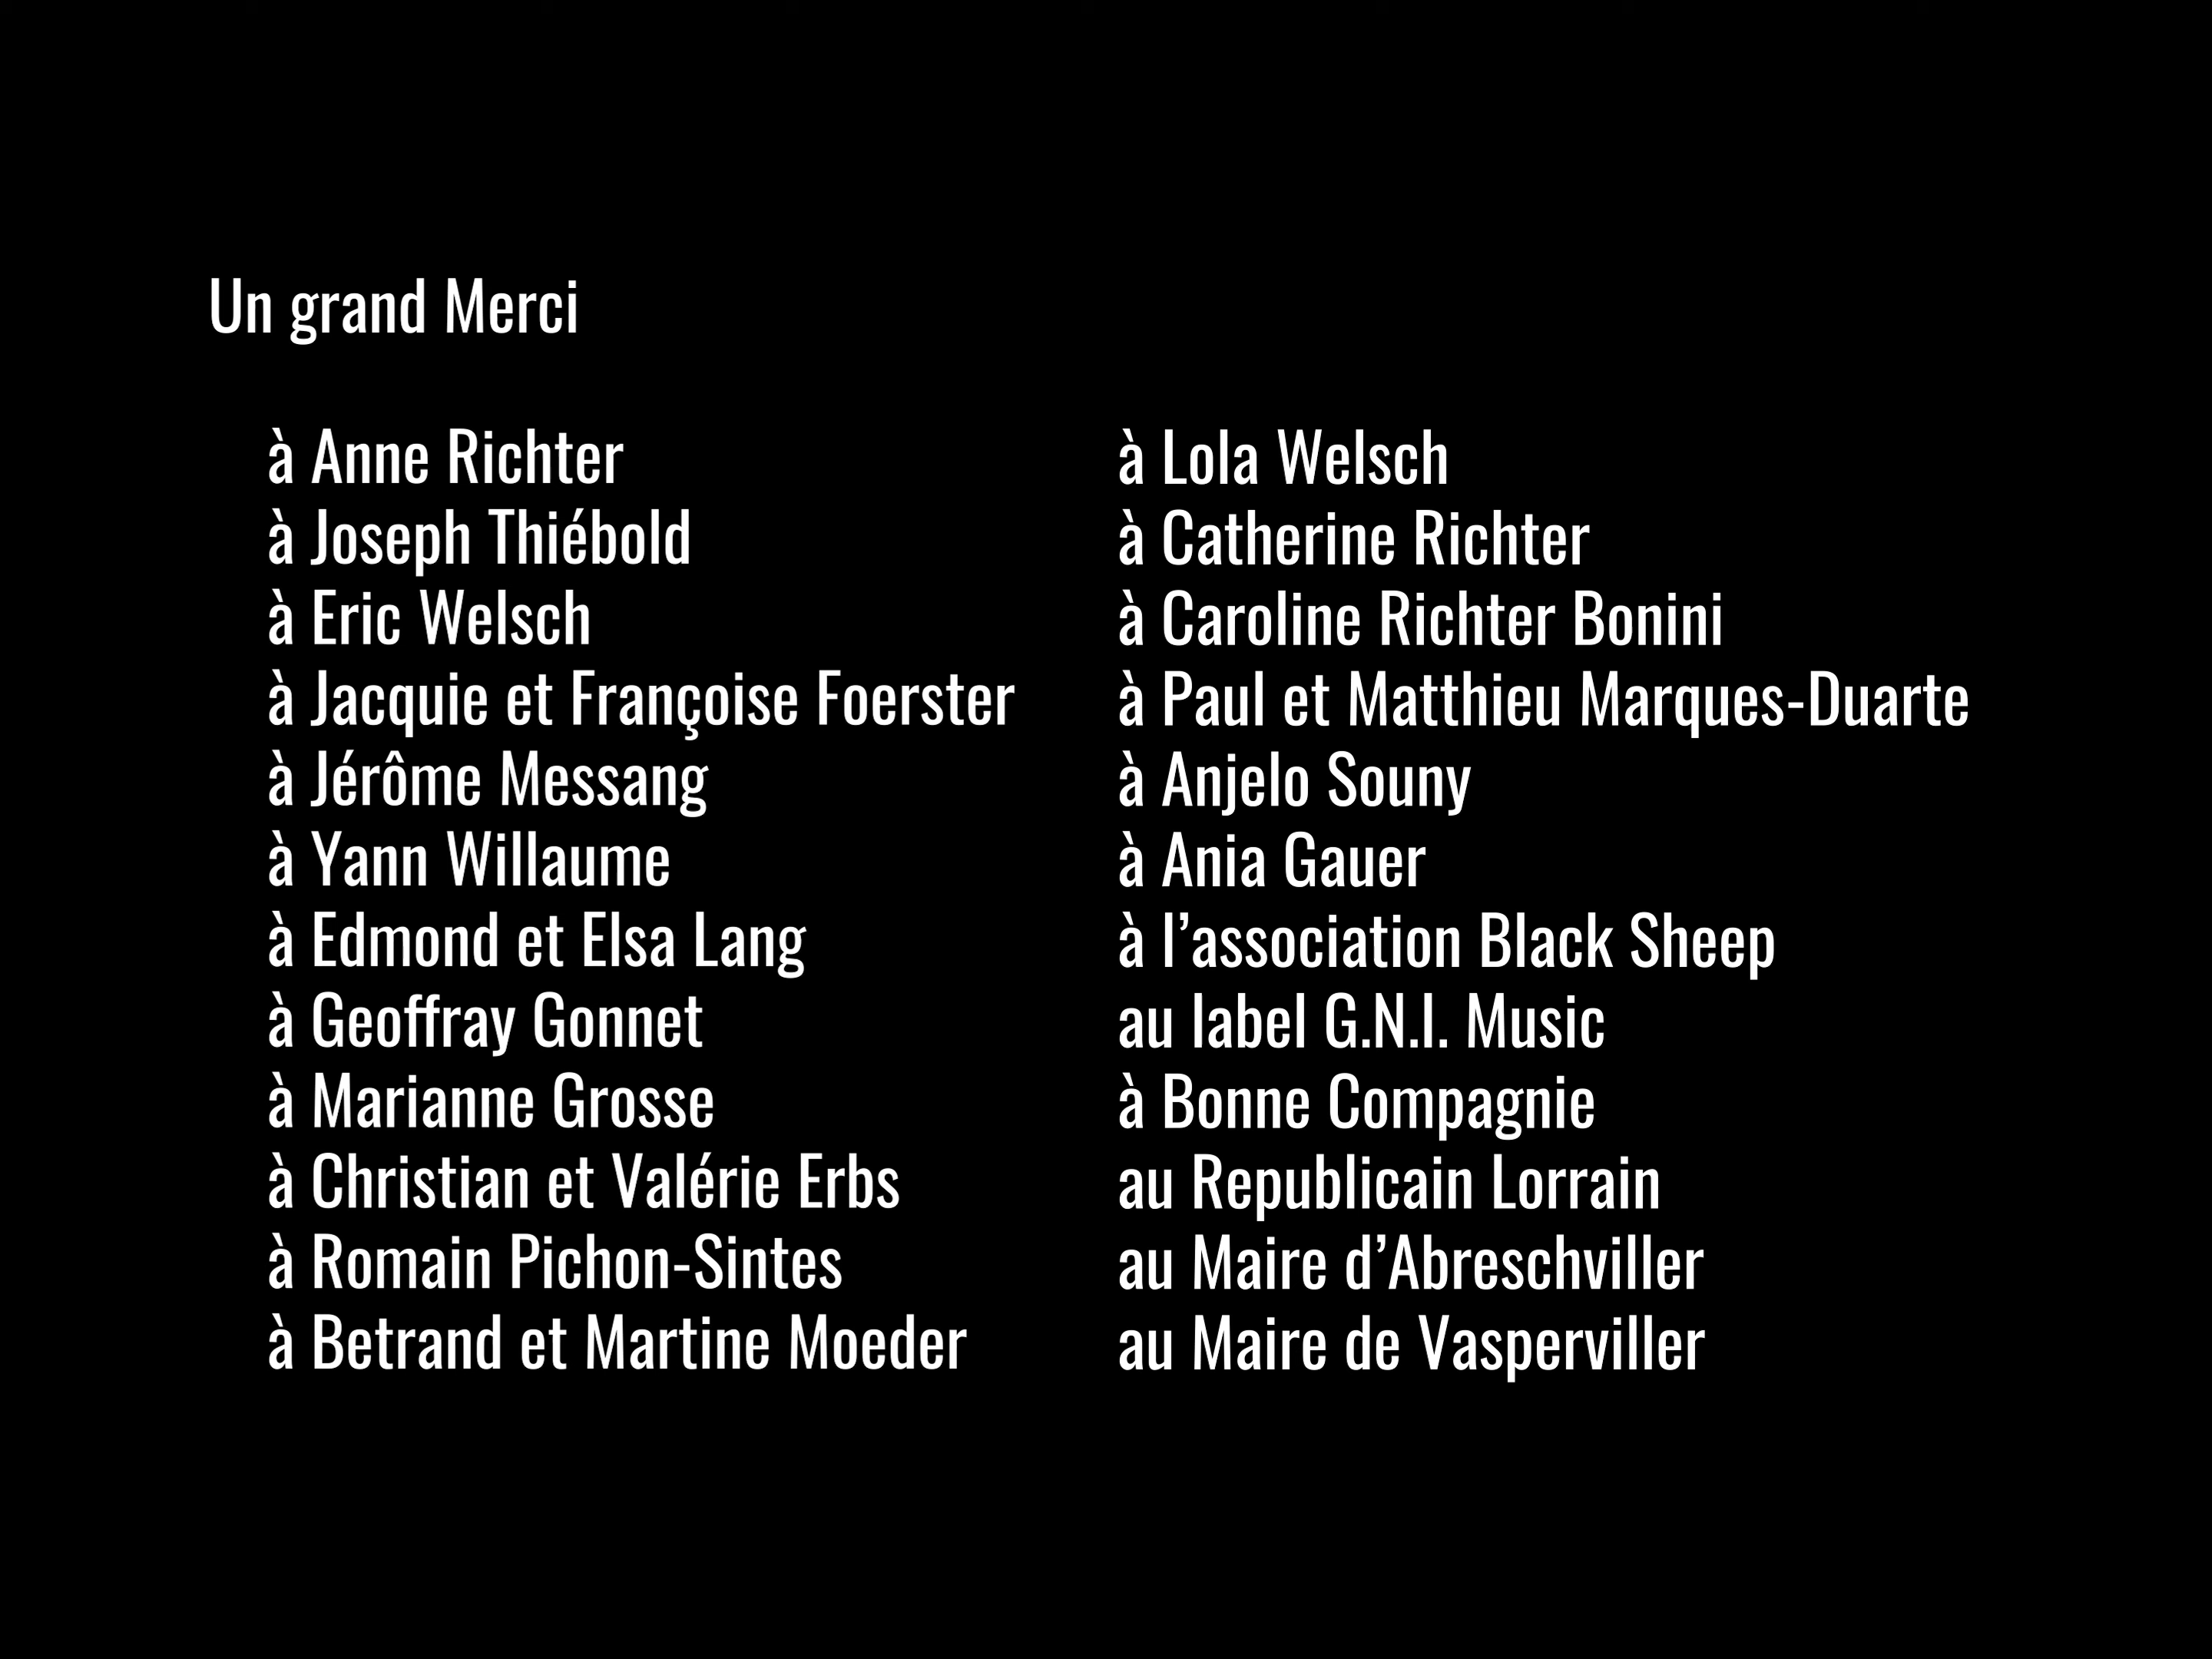 Un grand Merci
à Anne Richter
à Joseph Thiébold
à Eric Welsch
à Jacquie et Françoise Foerster
à Jérôme Messang
à Yann Willaume
à Edmond et Elsa Lang
à Geoffray Gonnet
à Marianne Grosse
à Christian et Valérie Erbs
à Romain Pichon-Sintes
à Betrand et Martine Moeder
à Lola Welsch
à Catherine Richter
à Caroline Richter Bonini
à Paul et Matthieu Marques-Duarte
à Anjelo Souny
à Ania Gauer
à l’association Black Sheep
au label G.N.I. Music
à Bonne Compagnie
au Republicain Lorrain
au Maire d’Abreschviller
au Maire de Vasperviller